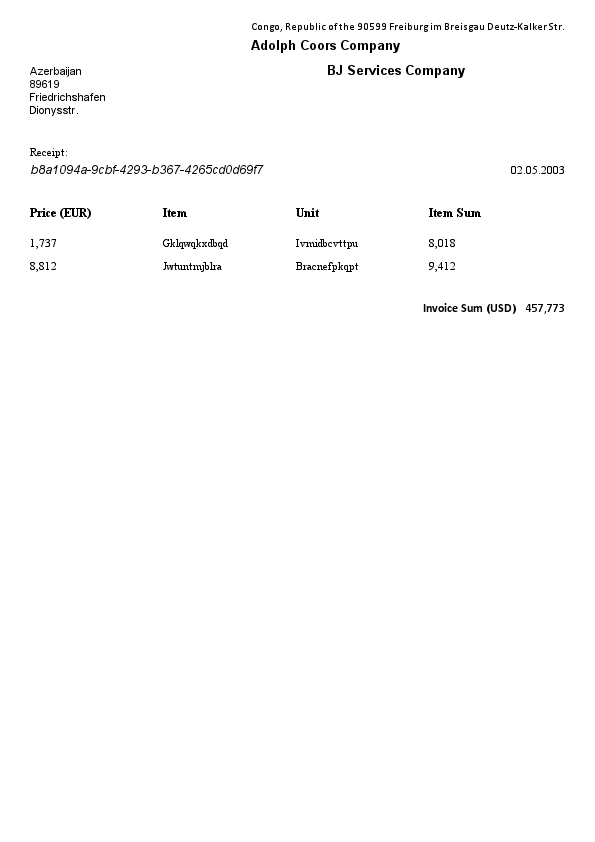 Congo, Republic of the 90599 Freiburg im Breisgau Deutz-Kalker Str.
Adolph Coors Company
BJ Services Company
Azerbaijan
89619
Friedrichshafen
Dionysstr.
Receipt:
b8a1094a-9cbf-4293-b367-4265cd0d69f7
02.05.2003
Price (EUR) Item Unit Item Sum
1,737 Gklqwqkxdbqd Ivmidbcvttpu 8,018
8,812 Jwtuntmjblra Bracnefpkqpt 9,412
Invoice Sum (USD) 457,773